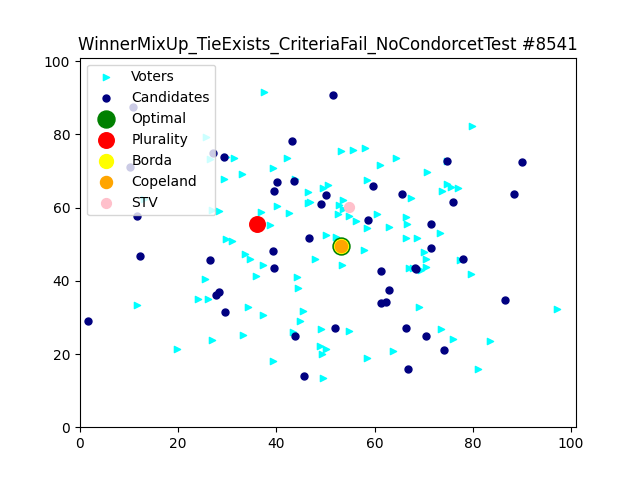 WinnerMixUp_TieExists_CriteriaFail_NoCondorcetTest #8541
Voters
Candidates
Optimal
Plurality
Borda
Copeland
STV
100
80
60
40
20
0
0 20 40 60 80 100